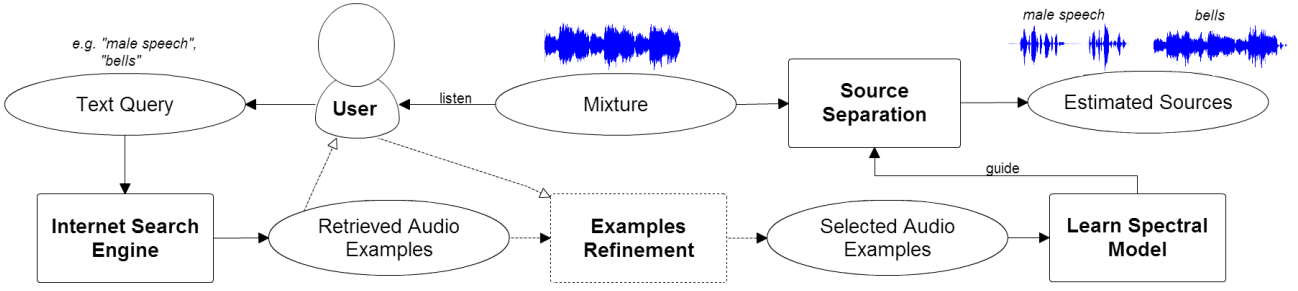 male speech
bells
e.g. "male speech",
"bells"
Text Query
User
listen
Mixture
Source
Separation
Estimated Sources
guide
Internet Search
Engine
Retrieved Audio
Examples
Examples
Refinement
Selected Audio
Examples
Learn Spectral
Model